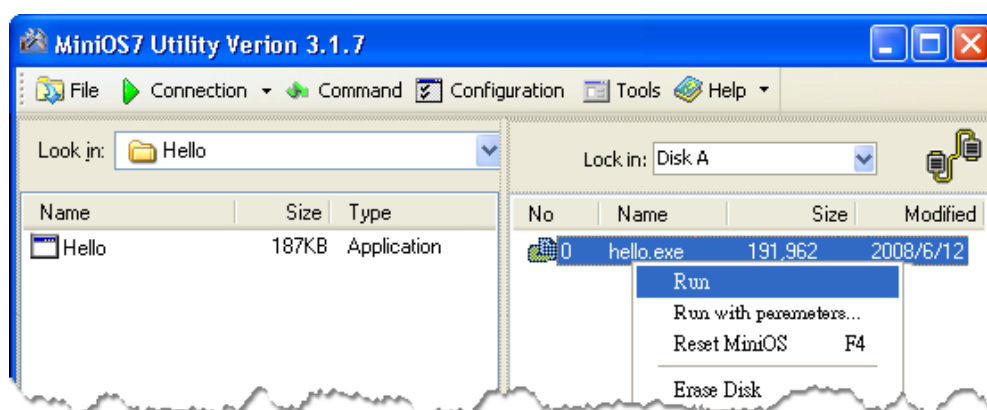 MiniOS7 Utility Verion 3.1.7
File Connection Command Configuration Tools Help
Look in: Hello
Name Size Type
Hello 187KB Application
Lock in: Disk A
No Name Size Modified
0 hello.exe 191,962 2008/6/12
Run
Run with perameters...
Reset MiniOS F4
Erase Disk